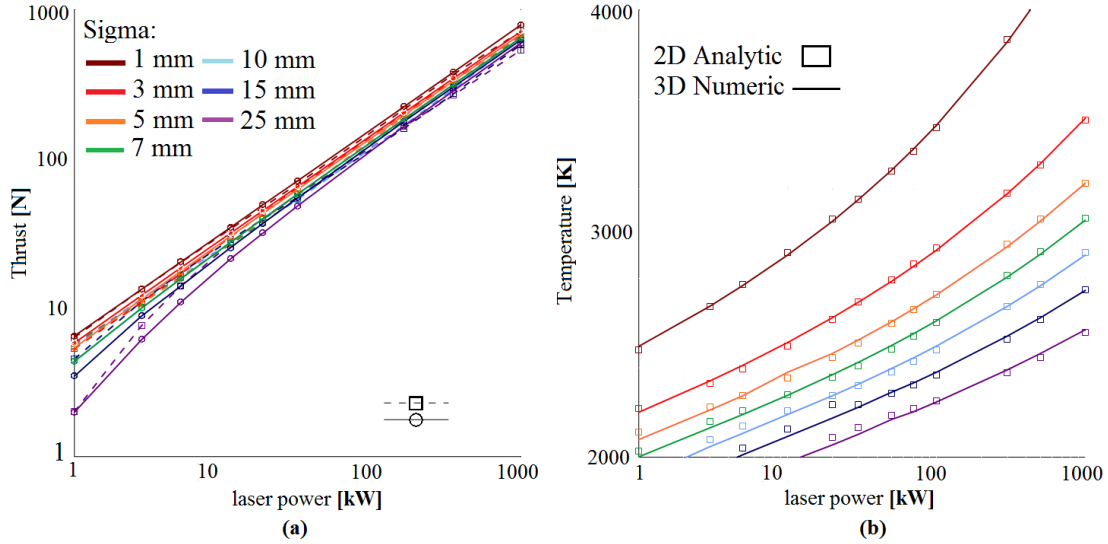 Sigma:
1 mm
3 mm
5 mm
7 mm
10 mm
15 mm
25 mm
Thrust [N]
1000
100
10
1
1
10
100
1000
laser power [kW]
(a)
2D Analytic
3D Numeric
Temperature [K]
4000
3000
2000
1
10
100
1000
laser power [kW]
(b)